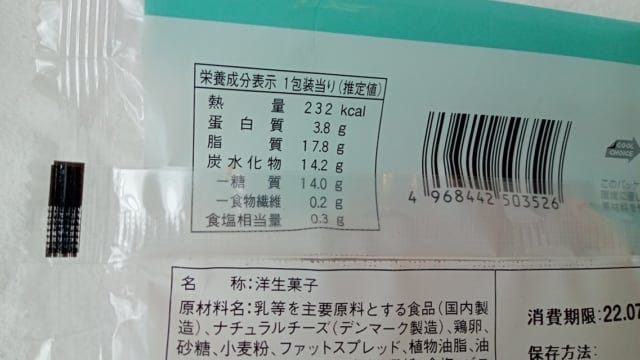 栄養成分表示 1包装当り(推定値)
熱量 232 kcal
蛋白質 3.8 g
脂質 17.8 g
炭水化物 14.2 g
－糖質 14.0 g
－食物繊維 0.2 g
食塩相当量 0.3 g
4 968442 503526
COOL
CHOICE
このパッ
名 称:洋生菓子
原材料名:乳等を主要原料とする食品(国内製
造)、ナチュラルチーズ(デンマーク製造)、鶏卵、
砂糖、小麦粉、ファットスプレッド、植物油脂、油
消費期限:22.07
保存方法: